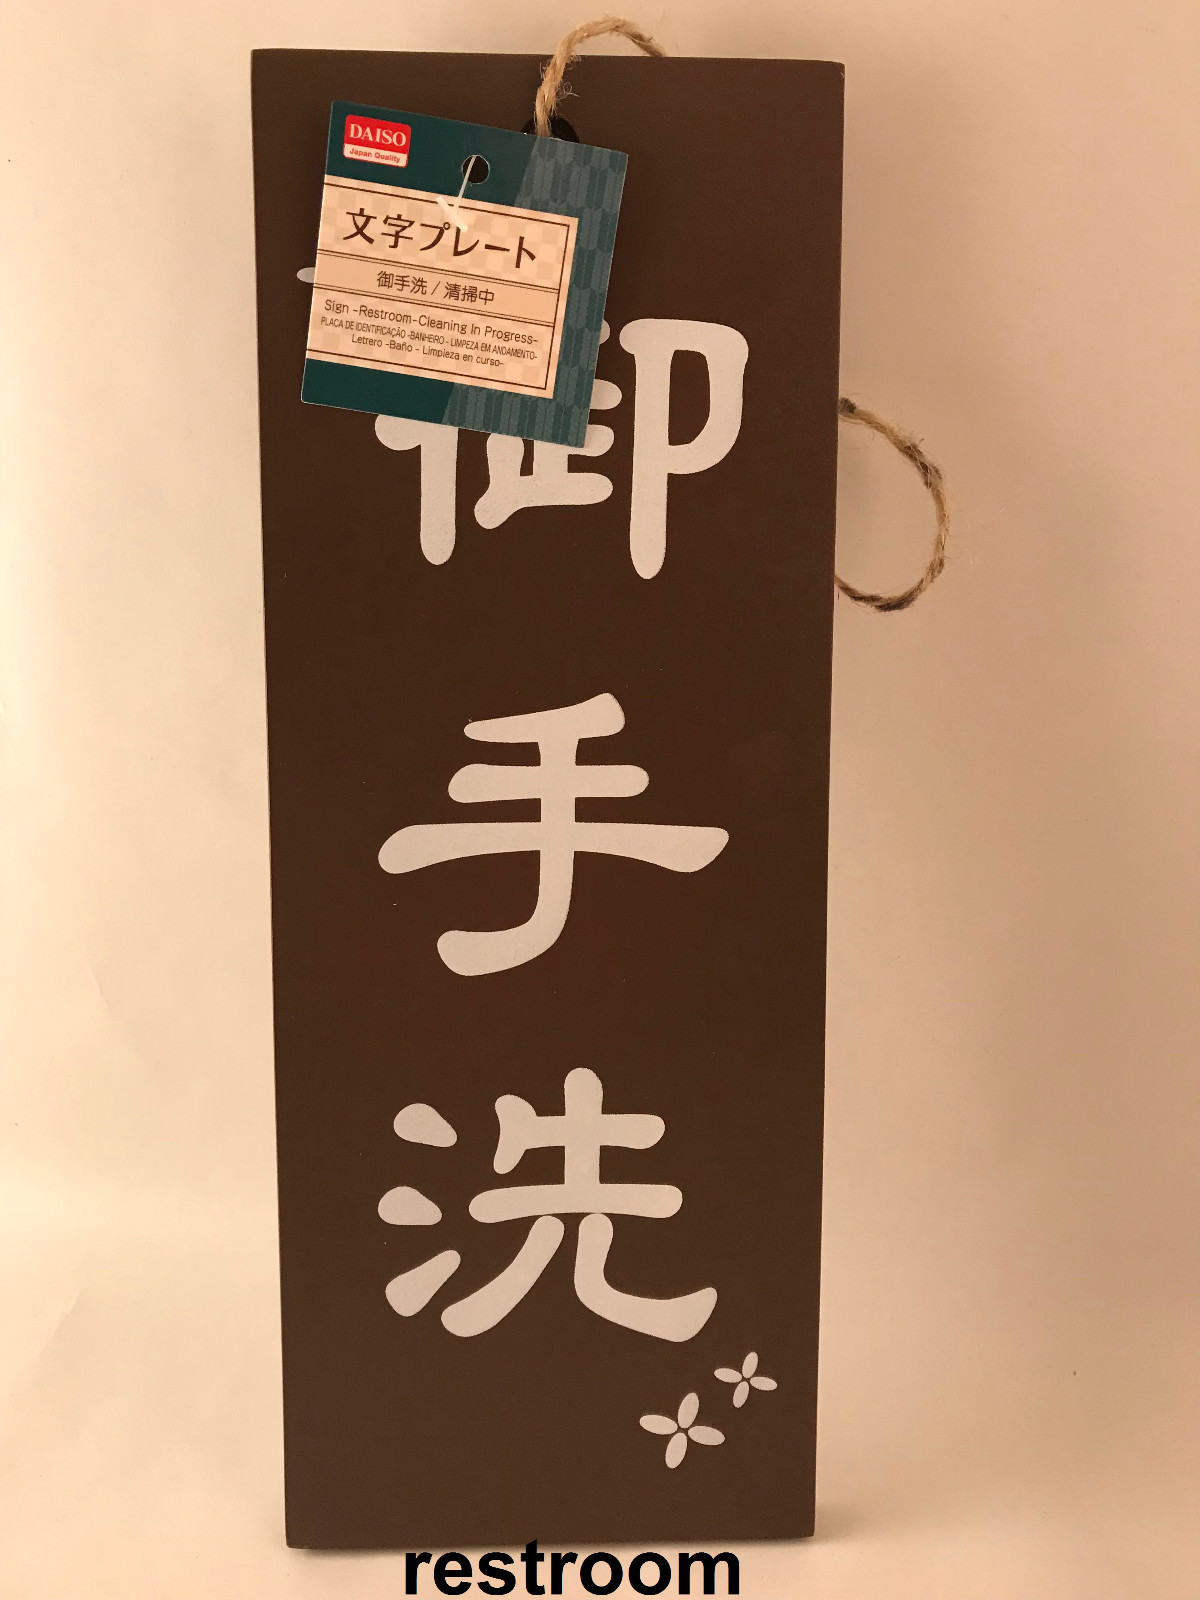 DAISO
Japan Quality
文字プレート
御手洗/清掃中
Sign -Restroom-Cleaning In Progress-
PLACA DE IDENTIFICAÇÃO -BANHEIRO - LIMPEZA EM ANDAMENTO-
Letrero -Baño - Limpieza en curso-
御
手
洗
restroom